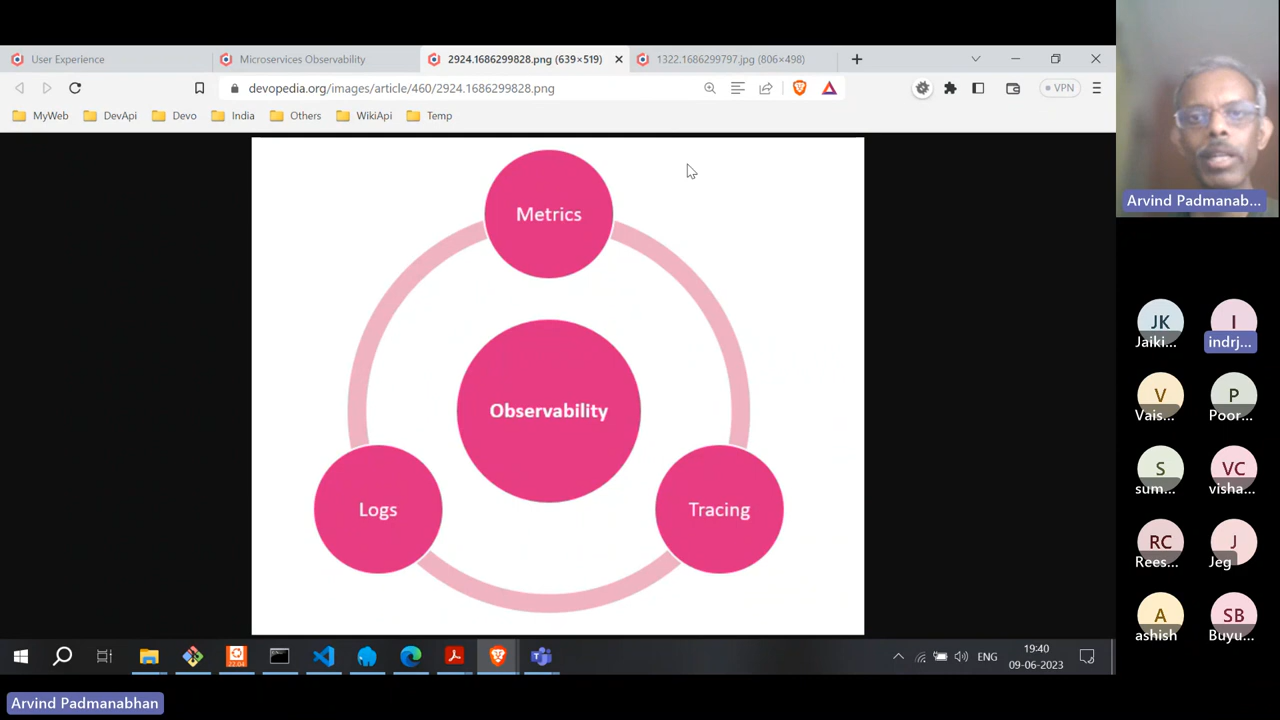 User Experience
Microservices Observability
2924.1686299828.png (639×519)
1322.1686299797.jpg (806×498)
devopedia.org/images/article/460/2924.1686299828.png
VPN
MyWeb
DevApi
Devo
India
Others
WikiApi
Temp
Metrics
Observability
Logs
Tracing
Arvind Padmanab...
JK
I
Jaiki...
indrj...
V
P
Vais...
Poor...
S
VC
sum...
visha...
RC
J
Rees...
Jeg
A
SB
ashish
Buyu...
22.04
ENG
19:40
09-06-2023
Arvind Padmanabhan